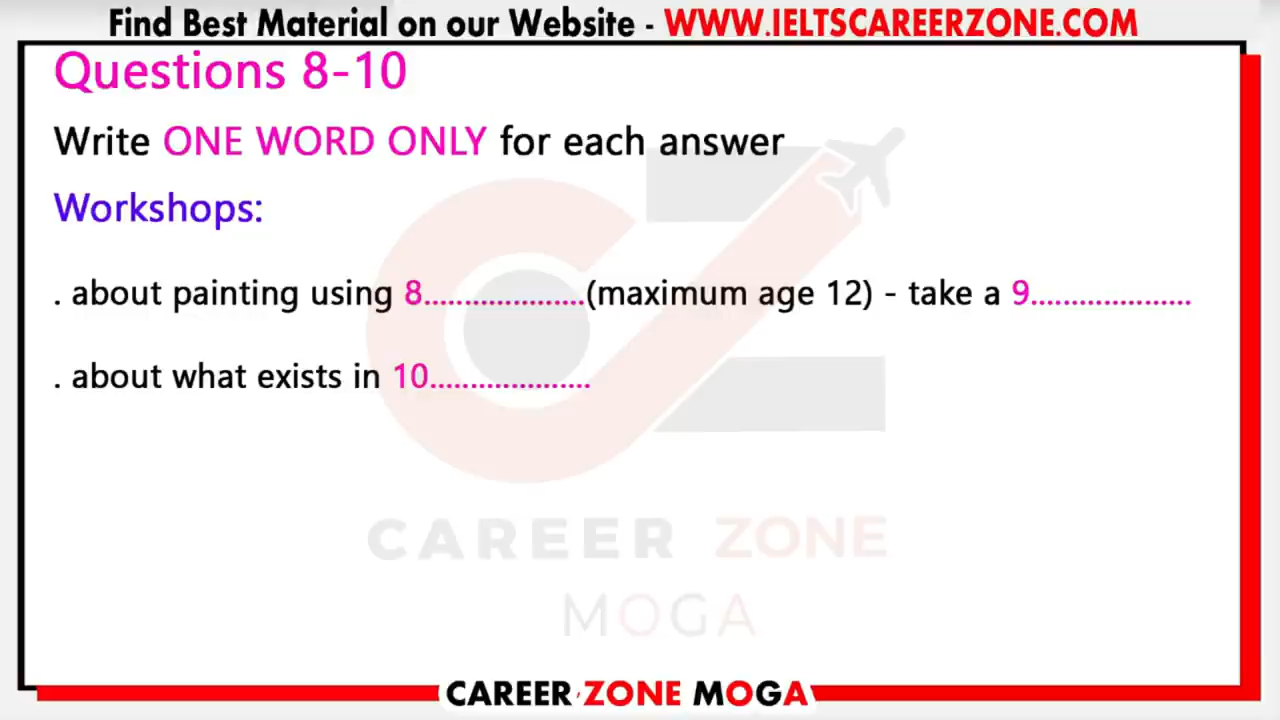 Find Best Material on our Website - WWW.IELTSCAREERZONE.COM
Questions 8-10
Write ONE WORD ONLY for each answer
Workshops:
. about painting using 8....................(maximum age 12) - take a 9....................
. about what exists in 10....................
CAREER ZONE
MOGA
CAREER ZONE MOGA